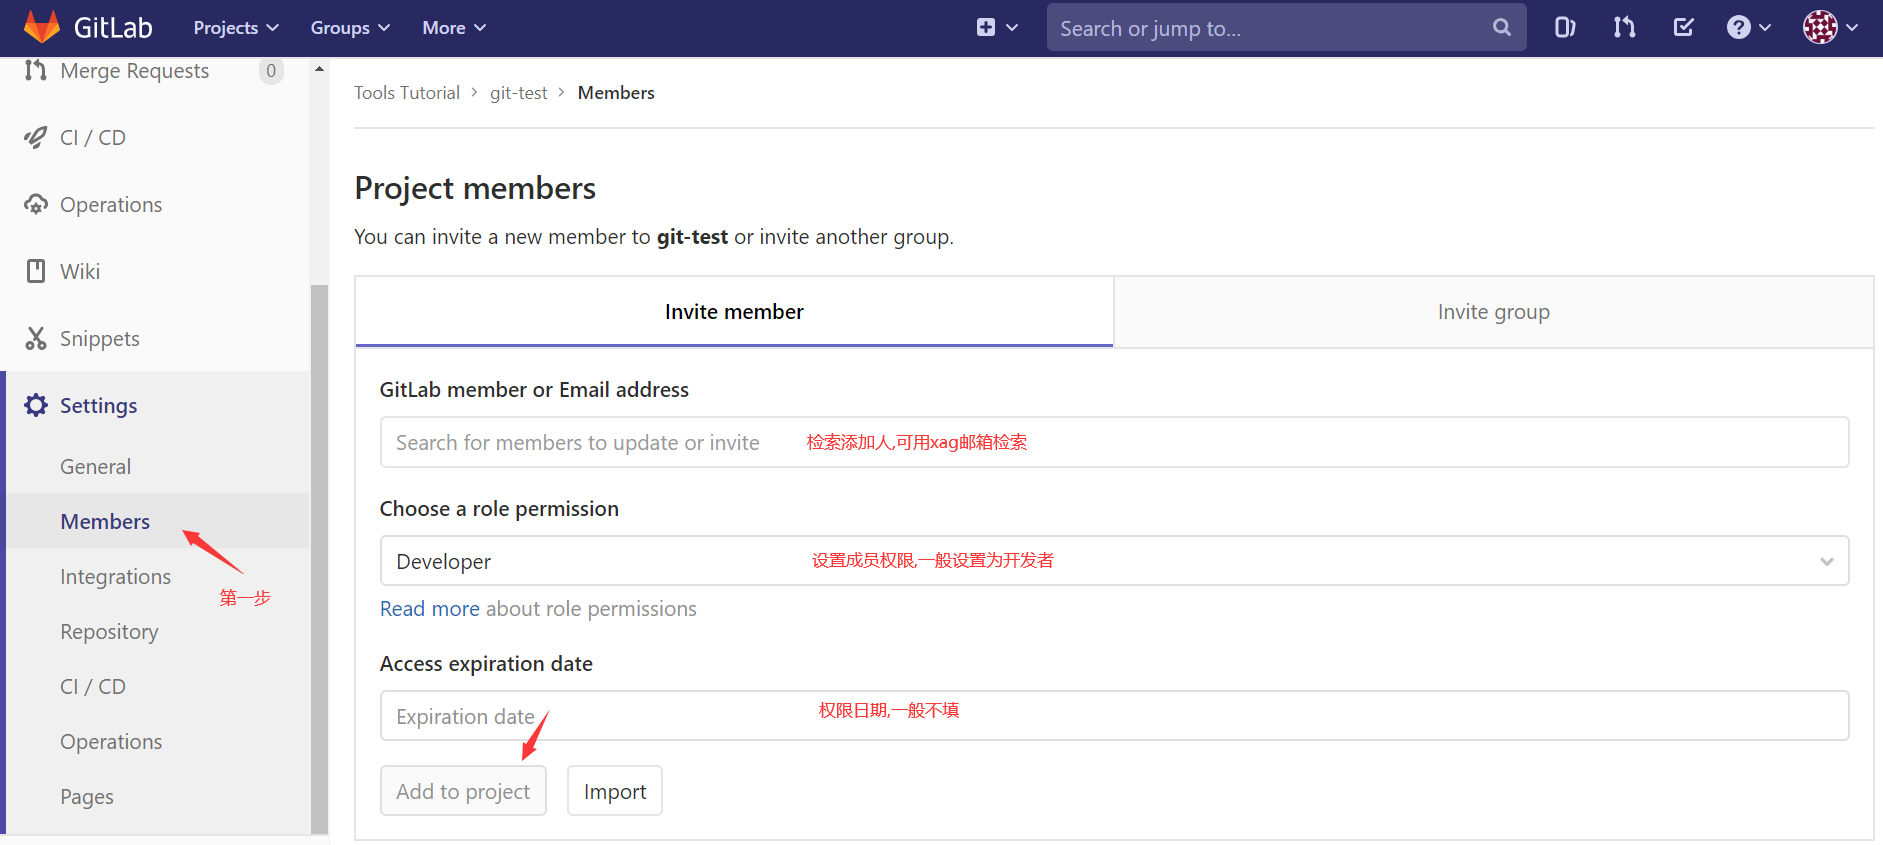 GitLab
Projects
Groups
More
Search or jump to...
Merge Requests
0
CI / CD
Operations
Wiki
Snippets
Settings
General
Members
第一步
Integrations
Repository
CI / CD
Operations
Pages
Tools Tutorial > git-test > Members
Project members
You can invite a new member to git-test or invite another group.
Invite member
Invite group
GitLab member or Email address
Search for members to update or invite
检索添加人,可用xag邮箱检索
Choose a role permission
Developer
设置成员权限,一般设置为开发者
Read more about role permissions
Access expiration date
Expiration date
权限日期,一般不填
Add to project
Import